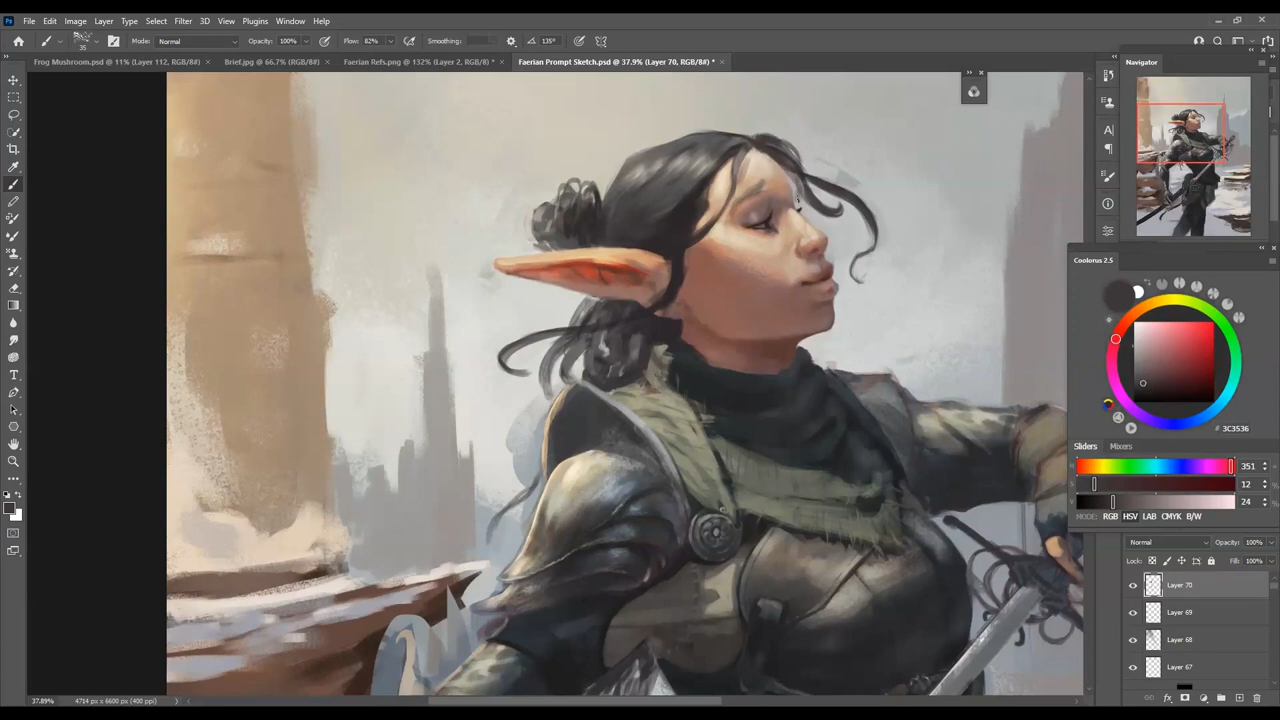 Ps File Edit Image Layer Type Select Filter 3D View Plugins Window Help
35 Mode: Normal Opacity: 100% Flow: 82% Smoothing: 135°
Frog Mushroom.psd @ 11% (Layer 112, RGB/8#) × Brief.jpg @ 66.7% (RGB/8#) × Faerian Refs.png @ 132% (Layer 2, RGB/8) * × Faerian Prompt Sketch.psd @ 37.9% (Layer 70, RGB/8#) * ×
Navigator
Coolorus 2.5
# 3C3536
Sliders Mixers
H 351
S 12
V 24
MODE: RGB HSV LAB CMYK B/W
Normal Opacity: 100%
Lock: Fill: 100%
Layer 70
Layer 69
Layer 68
Layer 67
37.89% 4714 px x 6600 px (400 ppi)